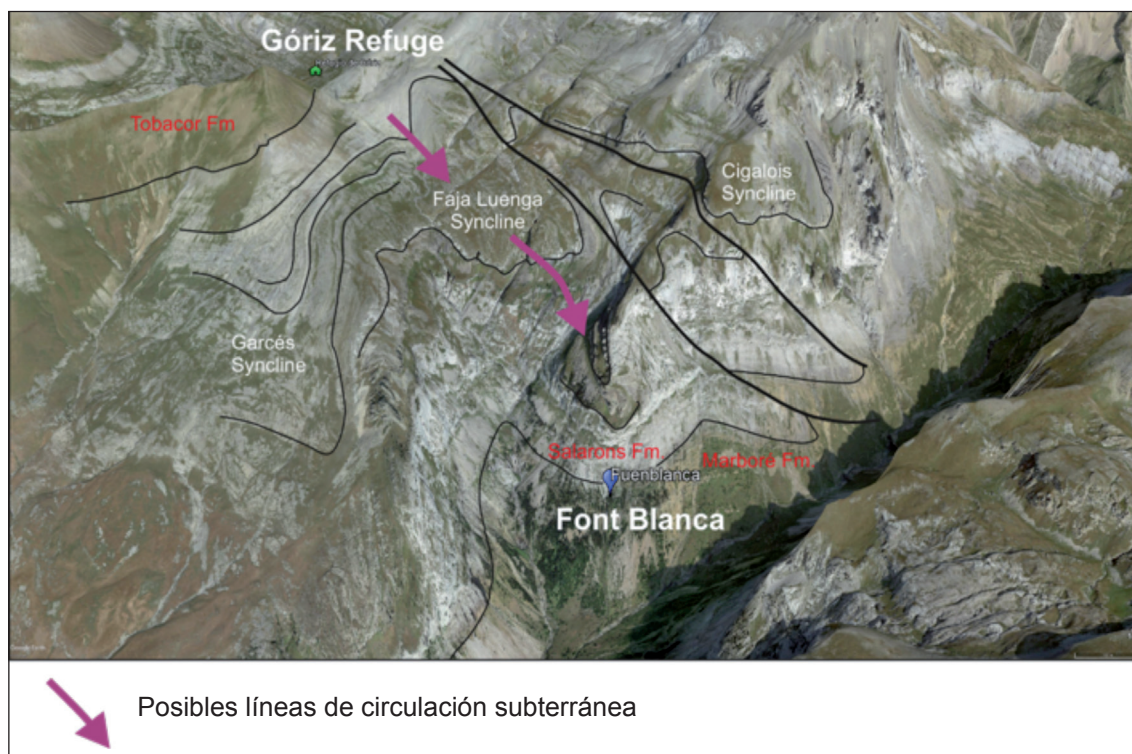 Góriz Refuge
Tobacor Fm
Faja Luenga
Syncline
Cigalois
Syncline
Garcés
Syncline
Salarons Fm.
Marboré Fm.
Fuenblanca
Font Blanca
Posibles líneas de circulación subterránea